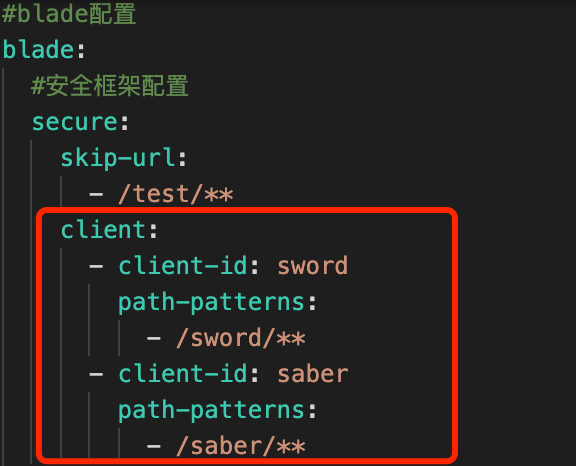 #blade配置
blade:
#安全框架配置
secure:
skip-url:
- /test/**
client:
- client-id: sword
path-patterns:
- /sword/**
- client-id: saber
path-patterns:
- /saber/**